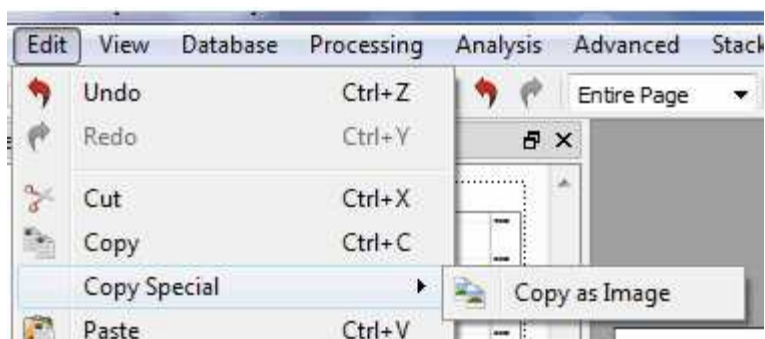 Edit View Database Processing Analysis Advanced Stack
Undo Ctrl+Z Entire Page
Redo Ctrl+Y
Cut Ctrl+X
Copy Ctrl+C
Copy Special Copy as Image
Paste Ctrl+V